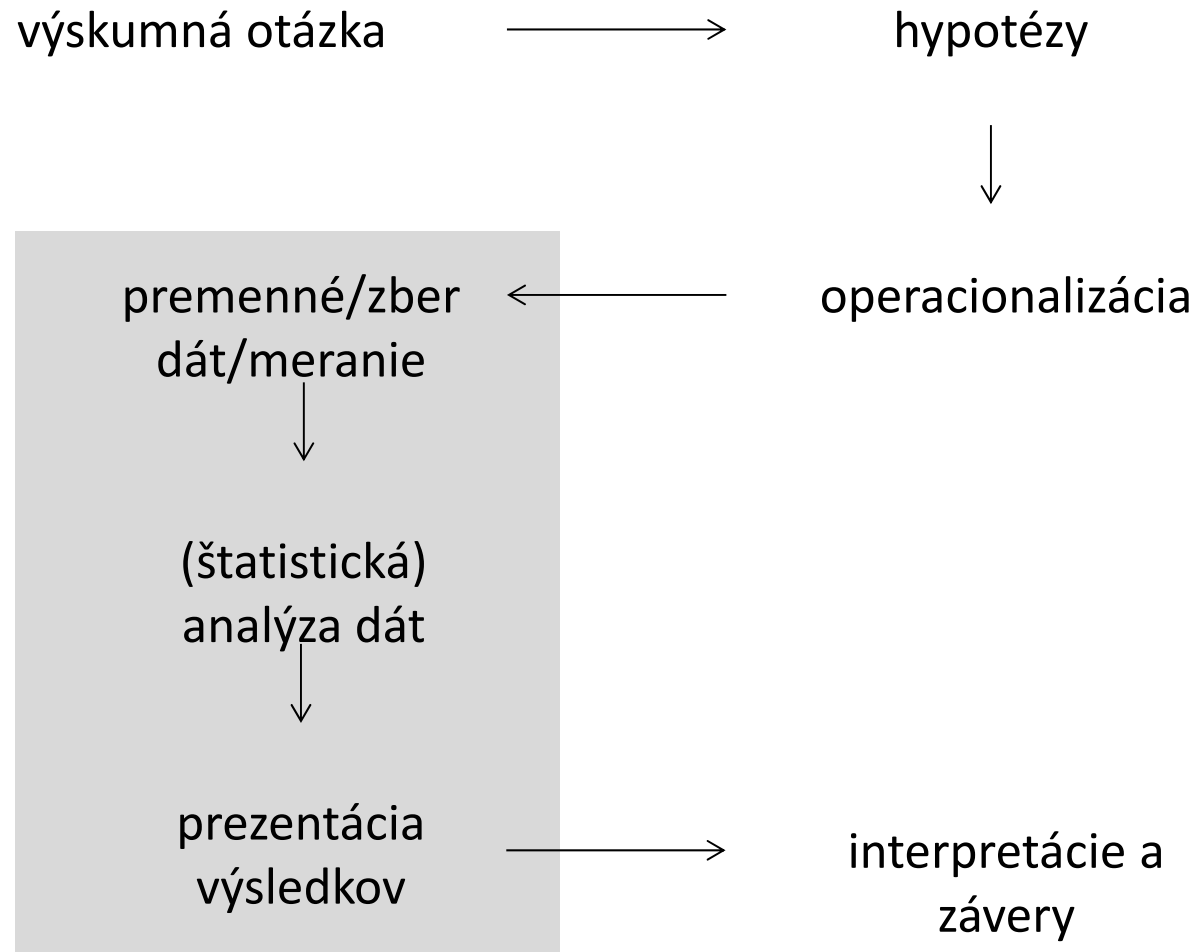 výskumná otázka
hypotézy
operacionalizácia
premenné/zber
dát/meranie
(štatistická)
analýza dát
prezentácia
výsledkov
interpretácie a
závery